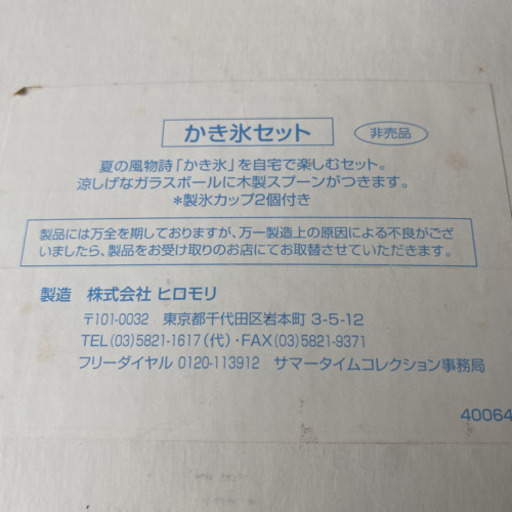 かき氷セット 非売品
夏の風物詩「かき氷」を自宅で楽しむセット。
涼しげなガラスボールに木製スプーンがつきます。
*製氷カップ2個付き
製品には万全を期しておりますが、万一製造上の原因による不良がござ
いましたら、製品をお受け取りのお店にてお取替させていただきます。
製造 株式会社 ヒロモリ
〒101-0032 東京都千代田区岩本町 3-5-12
TEL(03)5821-1617(代)・FAX(03)5821-9371
フリーダイヤル 0120-113912 サマータイムコレクション事務局
40064